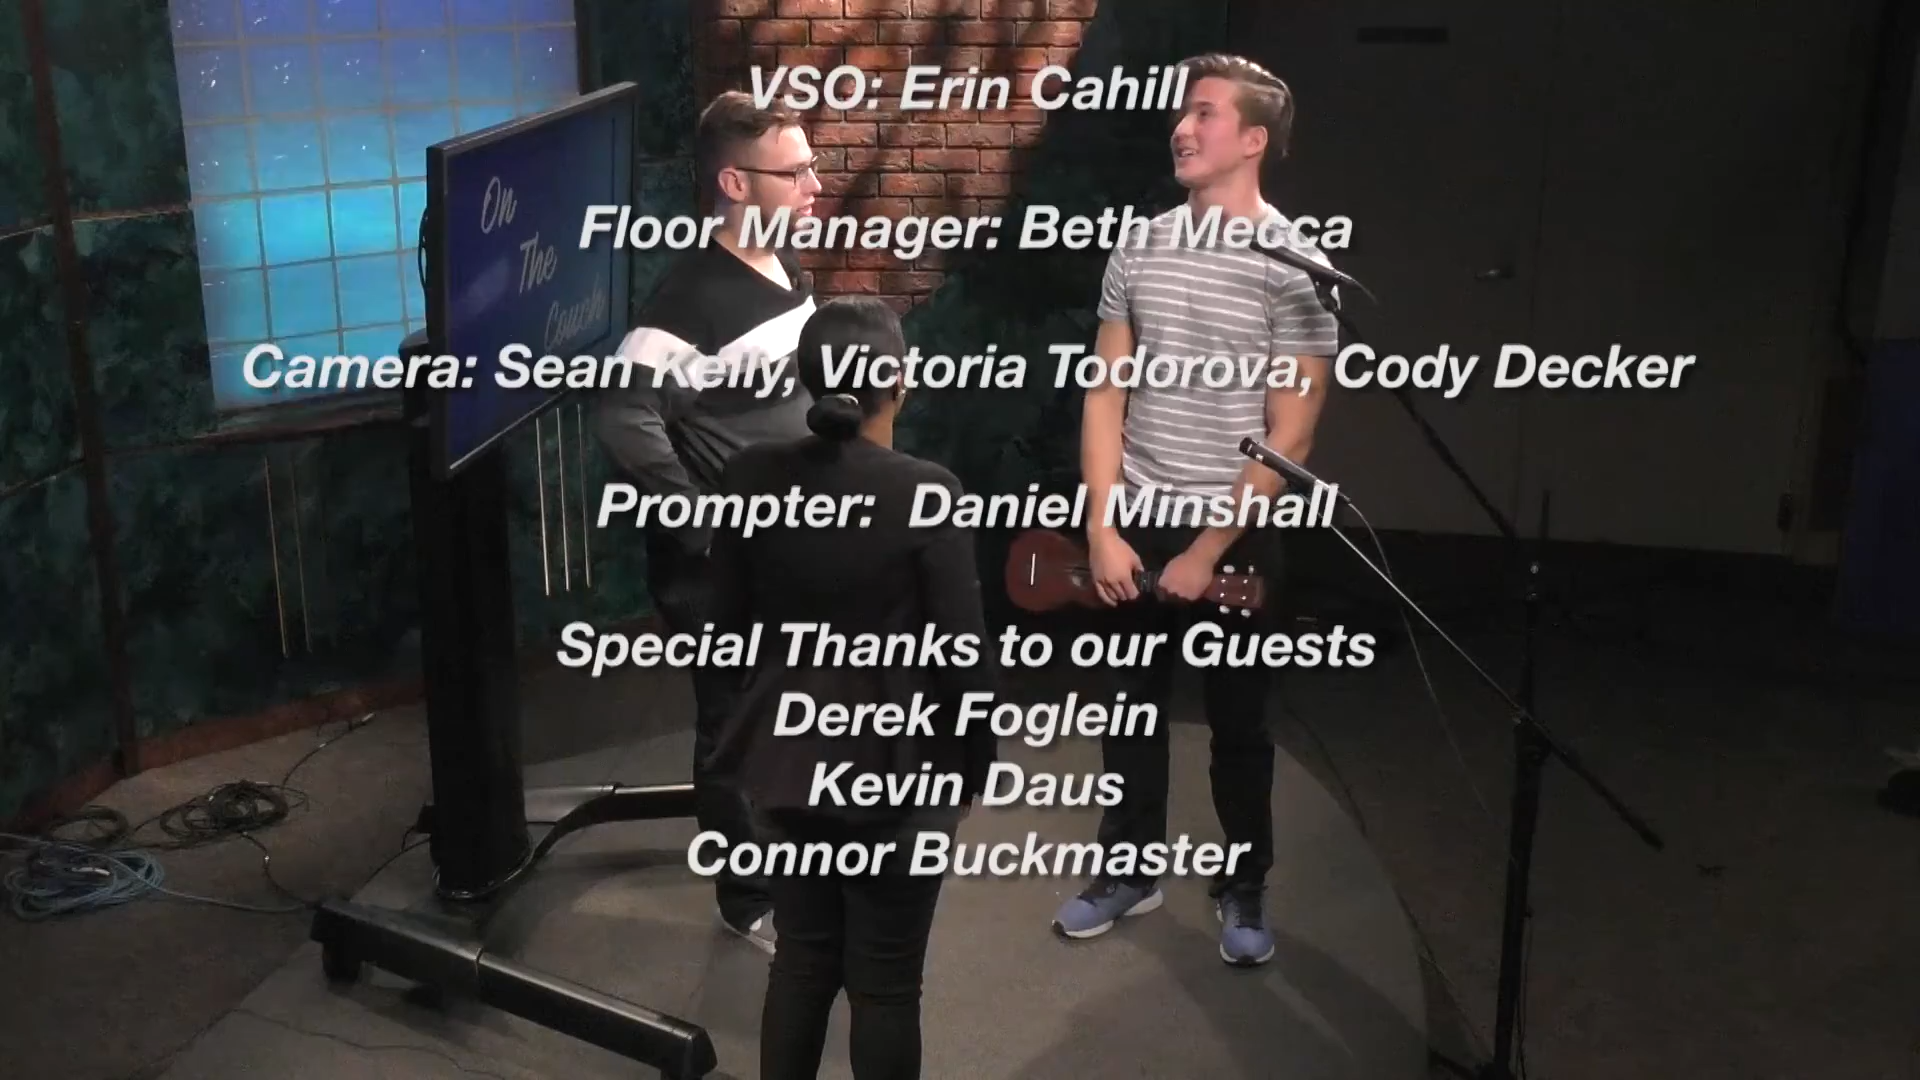 VSO: Erin Cahill
On
The
Couch
Floor Manager: Beth Mecca
Camera: Sean Kelly, Victoria Todorova, Cody Decker
Prompter: Daniel Minshall
Special Thanks to our Guests
Derek Foglein
Kevin Daus
Connor Buckmaster